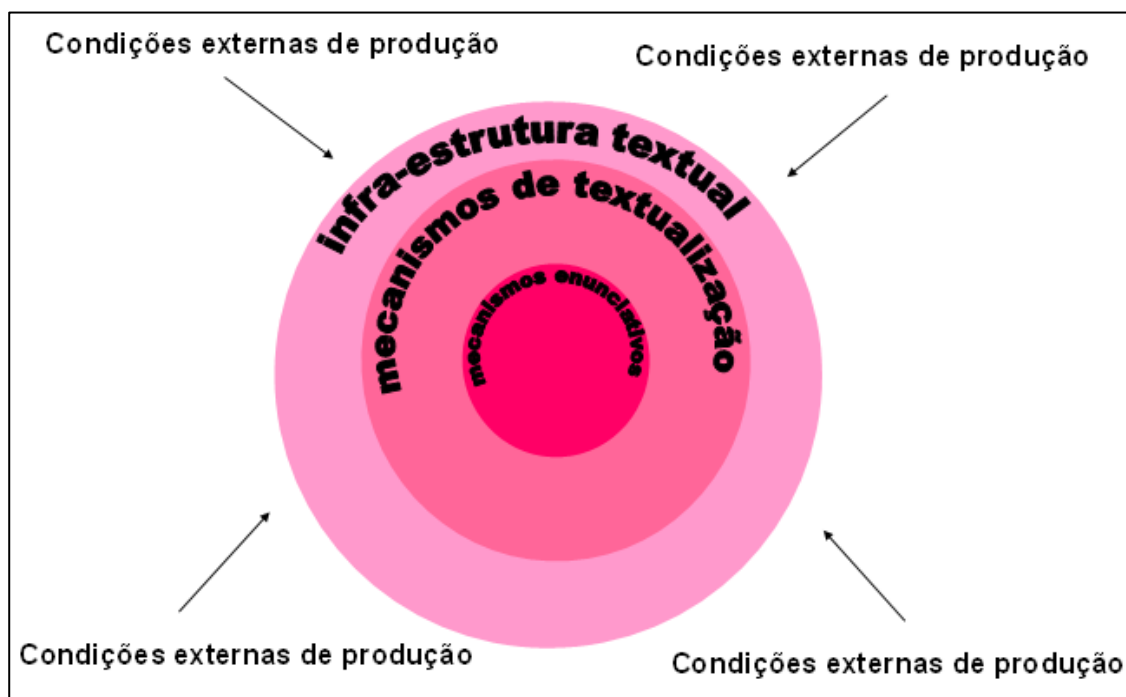 Condições externas de produção
Condições externas de produção
infra-estrutura textual
mecanismos de textualização
mecanismos enunciativos
Condições externas de produção
Condições externas de produção